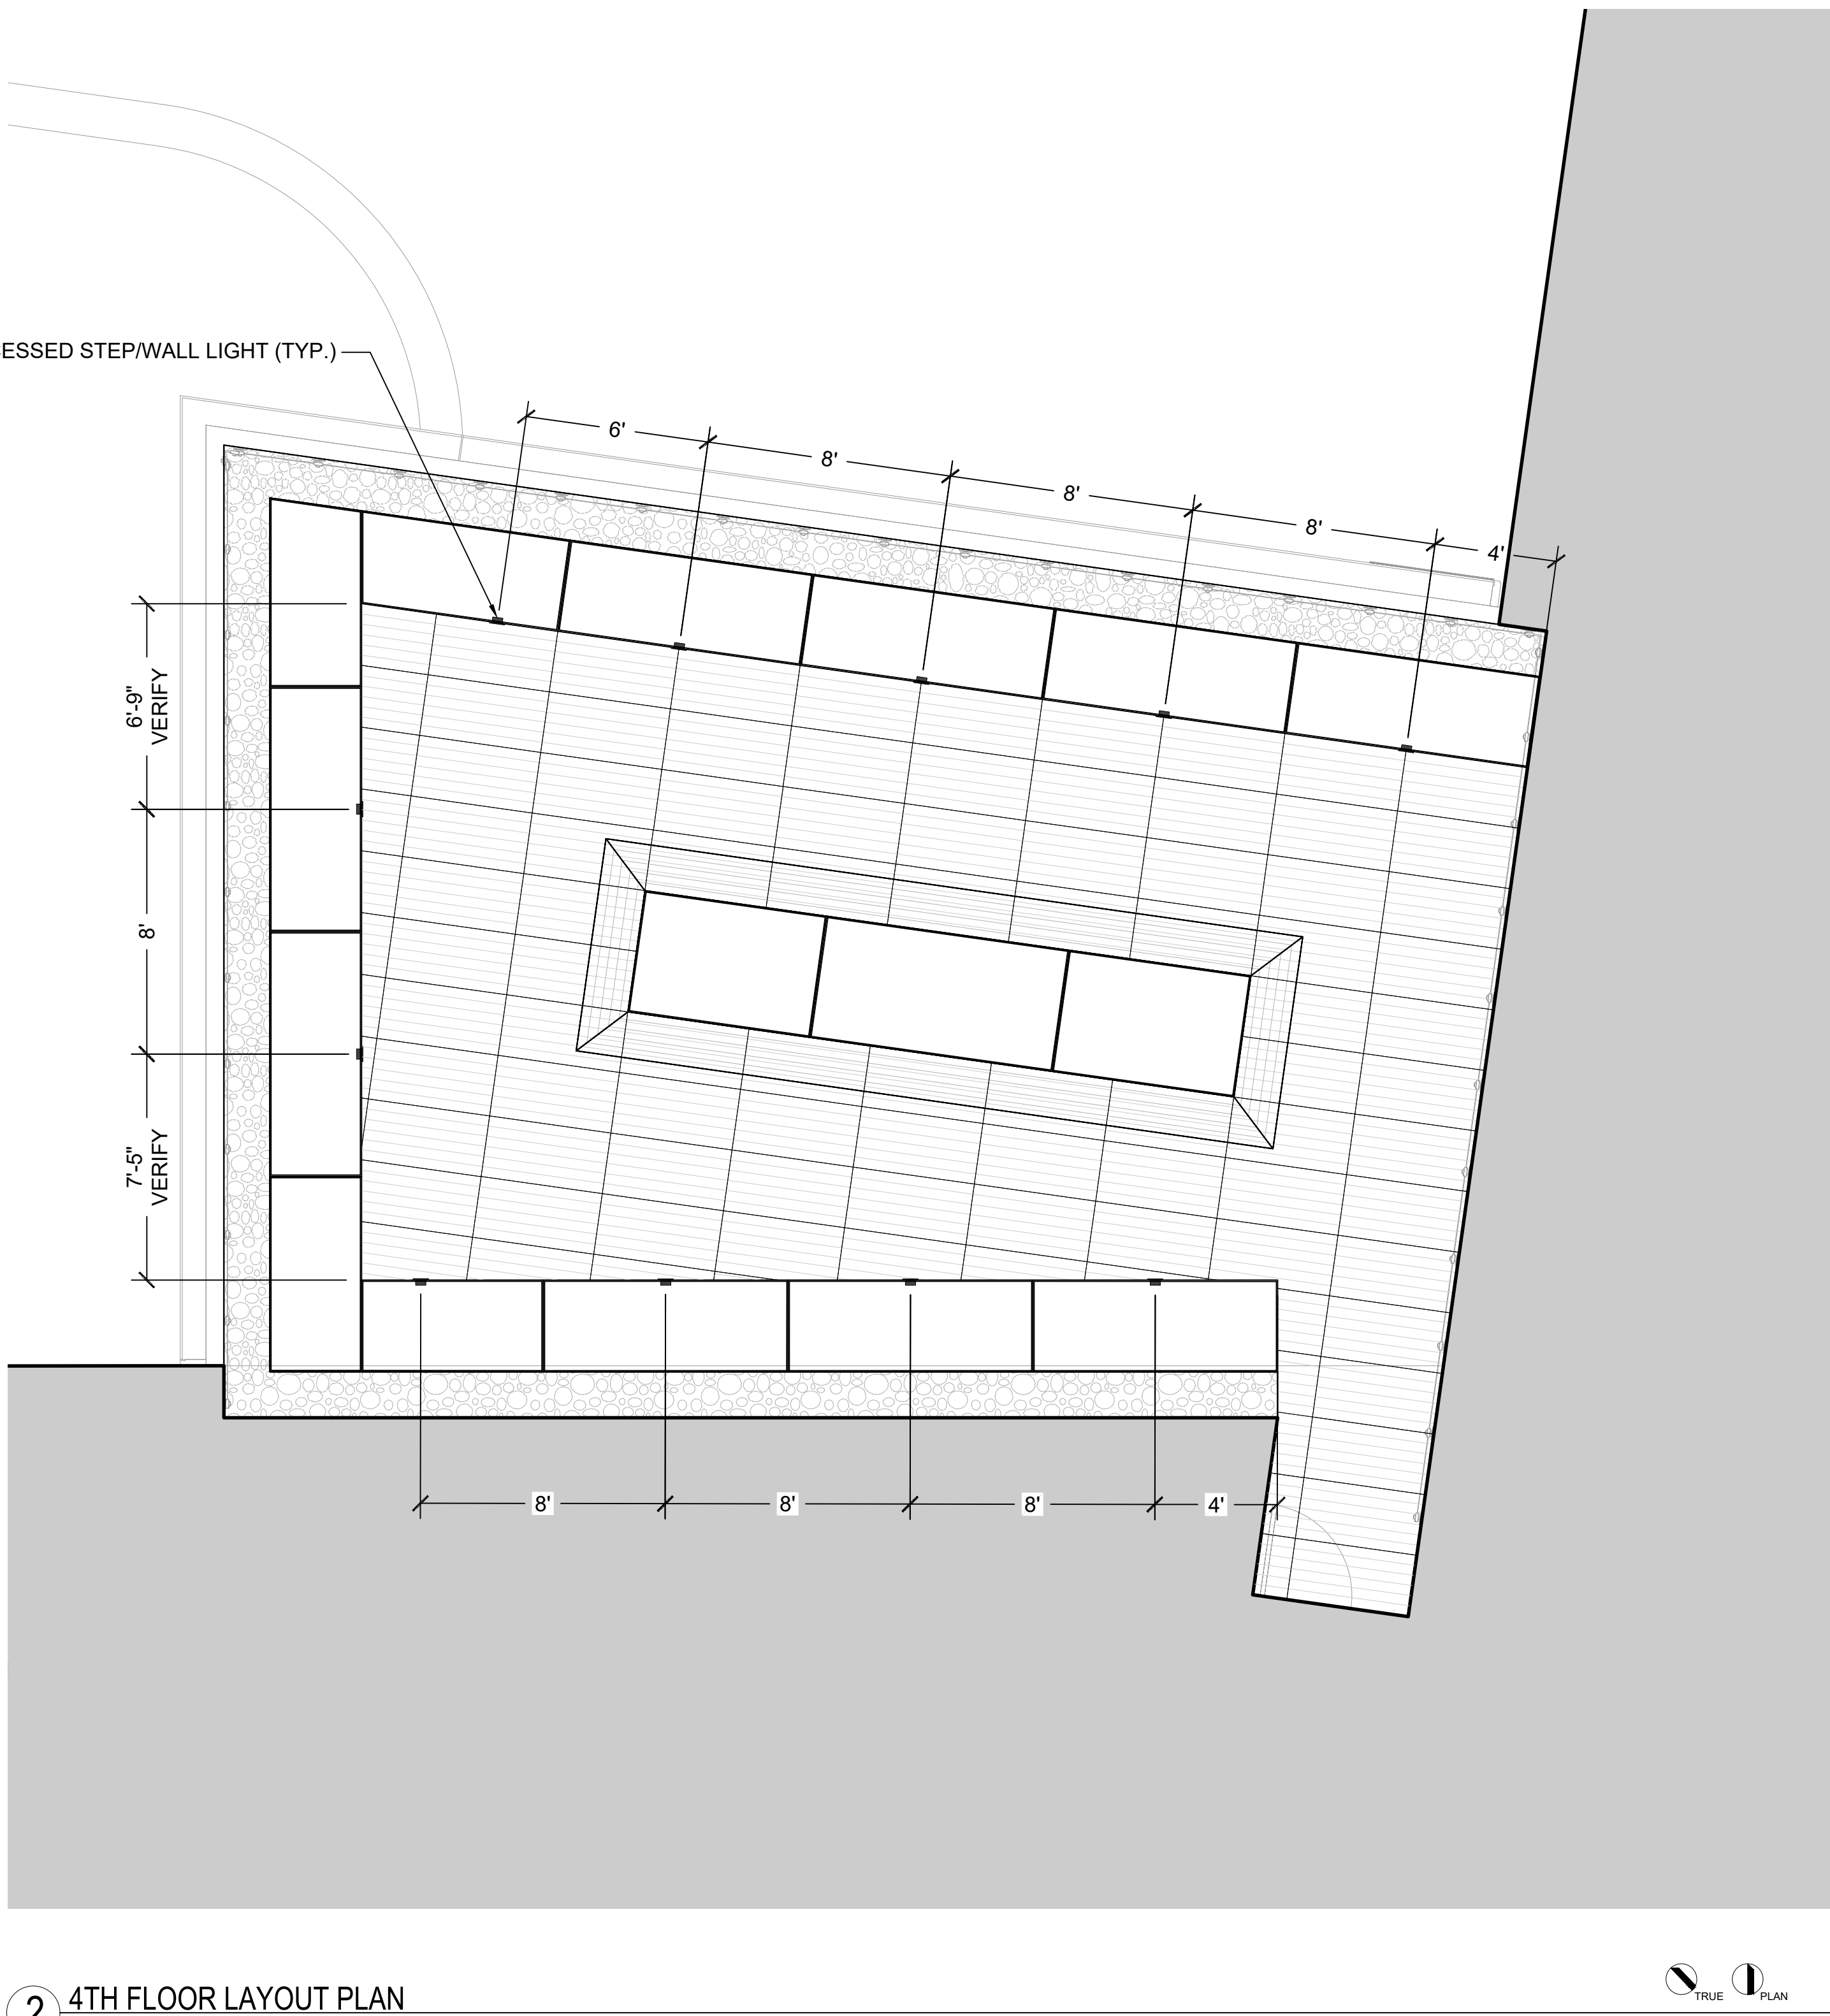 ESSED STEP/WALL LIGHT (TYP.)
6'
8'
8'
8'
4'
6'-9"
VERIFY
8'
7'-5"
VERIFY
8'
8'
8'
4'
2
4TH FLOOR LAYOUT PLAN
TRUE
PLAN